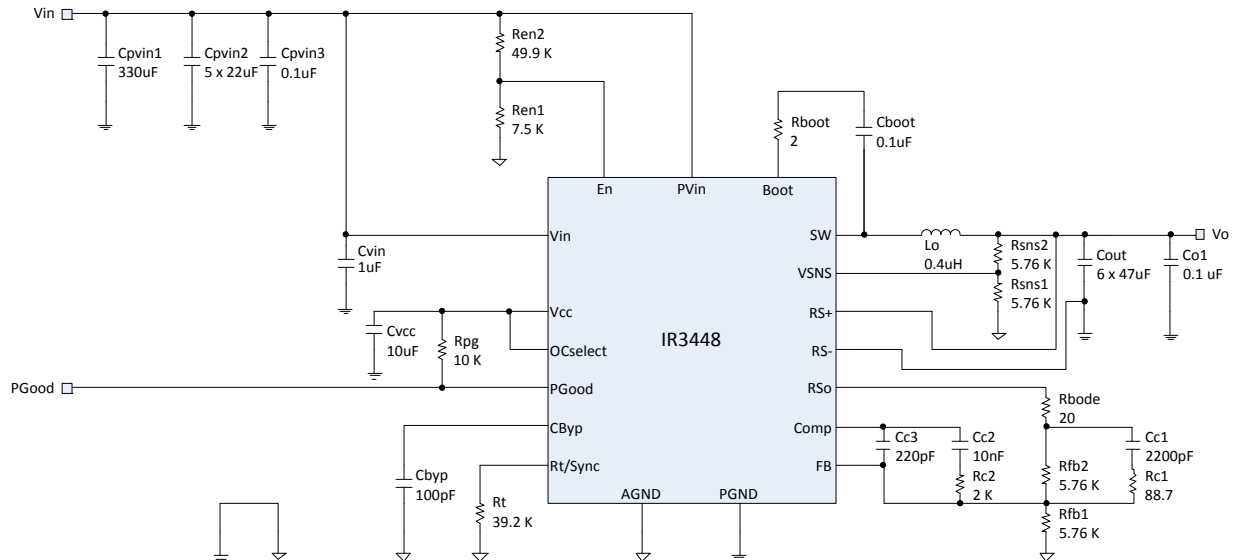 Vin
Cpvin1
330uF
Cpvin2
5 x 22uF
Cpvin3
0.1uF
Ren2
49.9 K
Ren1
7.5 K
Rboot
2
Cboot
0.1uF
En
PVin
Boot
Vin
Cvin
1uF
SW
Lo
0.4uH
Rsns2
5.76 K
Vo
Cout
6 x 47uF
Co1
0.1 uF
VSNS
Rsns1
5.76 K
Vcc
Cvcc
10uF
Rpg
10 K
OCselect
IR3448
RS+
RS-
PGood
PGood
RSo
Rbode
20
CByp
Comp
Cc3
220pF
Cc2
10nF
Cc1
2200pF
Rt/Sync
FB
Cbyp
100pF
Rt
39.2 K
AGND
PGND
Rc2
2 K
Rfb2
5.76 K
Rc1
88.7
Rfb1
5.76 K